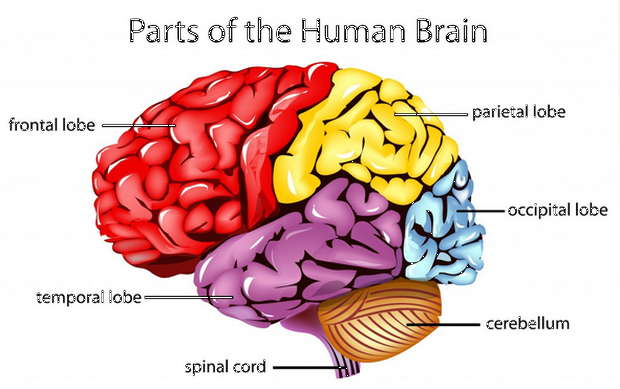 Parts of the Human Brain
frontal lobe
parietal lobe
occipital lobe
temporal lobe
cerebellum
spinal cord